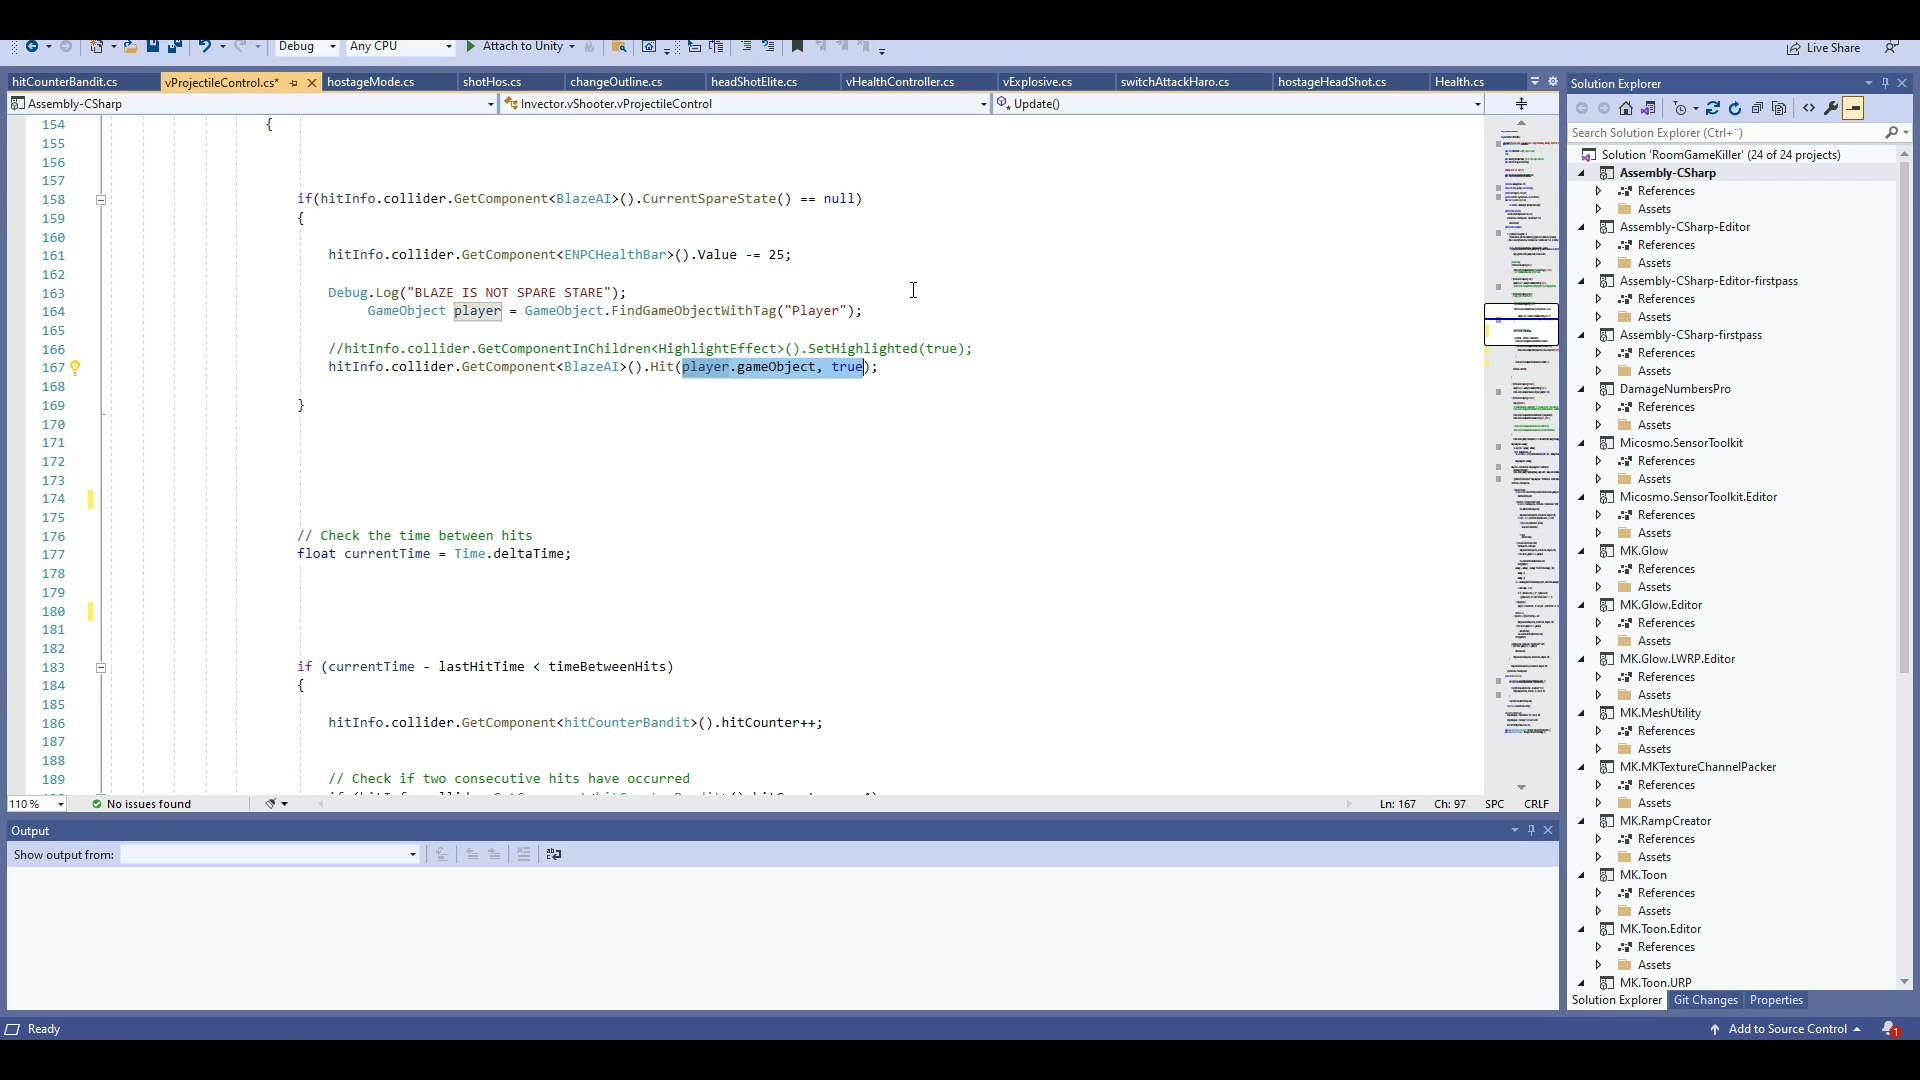 Debug
Any CPU
Attach to Unity
Live Share
hitCounterBandit.cs
vProjectileControl.cs*
hostageMode.cs
shotHos.cs
changeOutline.cs
headShotElite.cs
vHealthController.cs
vExplosive.cs
switchAttackHaro.cs
hostageHeadShot.cs
Health.cs
Assembly-CSharp
Invector.vShooter.vProjectileControl
Update()
154 {
155
156
157
158 if(hitInfo.collider.GetComponent<BlazeAI>().CurrentSpareState() == null)
159 {
160
161 hitInfo.collider.GetComponent<ENPCHealthBar>().Value -= 25;
162
163 Debug.Log("BLAZE IS NOT SPARE STARE");
164 GameObject player = GameObject.FindGameObjectWithTag("Player");
165
166 //hitInfo.collider.GetComponentInChildren<HighlightEffect>().SetHighlighted(true);
167 hitInfo.collider.GetComponent<BlazeAI>().Hit(player.gameObject, true);
168
169 }
170
171
172
173
174
175
176 // Check the time between hits
177 float currentTime = Time.deltaTime;
178
179
180
181
182
183 if (currentTime - lastHitTime < timeBetweenHits)
184 {
185
186 hitInfo.collider.GetComponent<hitCounterBandit>().hitCounter++;
187
188
189 // Check if two consecutive hits have occurred
110 %
No issues found
Ln: 167
Ch: 97
SPC
CRLF
Output
Show output from:
Solution Explorer
Search Solution Explorer (Ctrl+¨)
Solution 'RoomGameKiller' (24 of 24 projects)
Assembly-CSharp
References
Assets
Assembly-CSharp-Editor
References
Assets
Assembly-CSharp-Editor-firstpass
References
Assets
Assembly-CSharp-firstpass
References
Assets
DamageNumbersPro
References
Assets
Micosmo.SensorToolkit
References
Assets
Micosmo.SensorToolkit.Editor
References
Assets
MK.Glow
References
Assets
MK.Glow.Editor
References
Assets
MK.Glow.LWRP.Editor
References
Assets
MK.MeshUtility
References
Assets
MK.MKTextureChannelPacker
References
Assets
MK.RampCreator
References
Assets
MK.Toon
References
Assets
MK.Toon.Editor
References
Assets
MK.Toon.URP
Solution Explorer
Git Changes
Properties
Ready
Add to Source Control
1